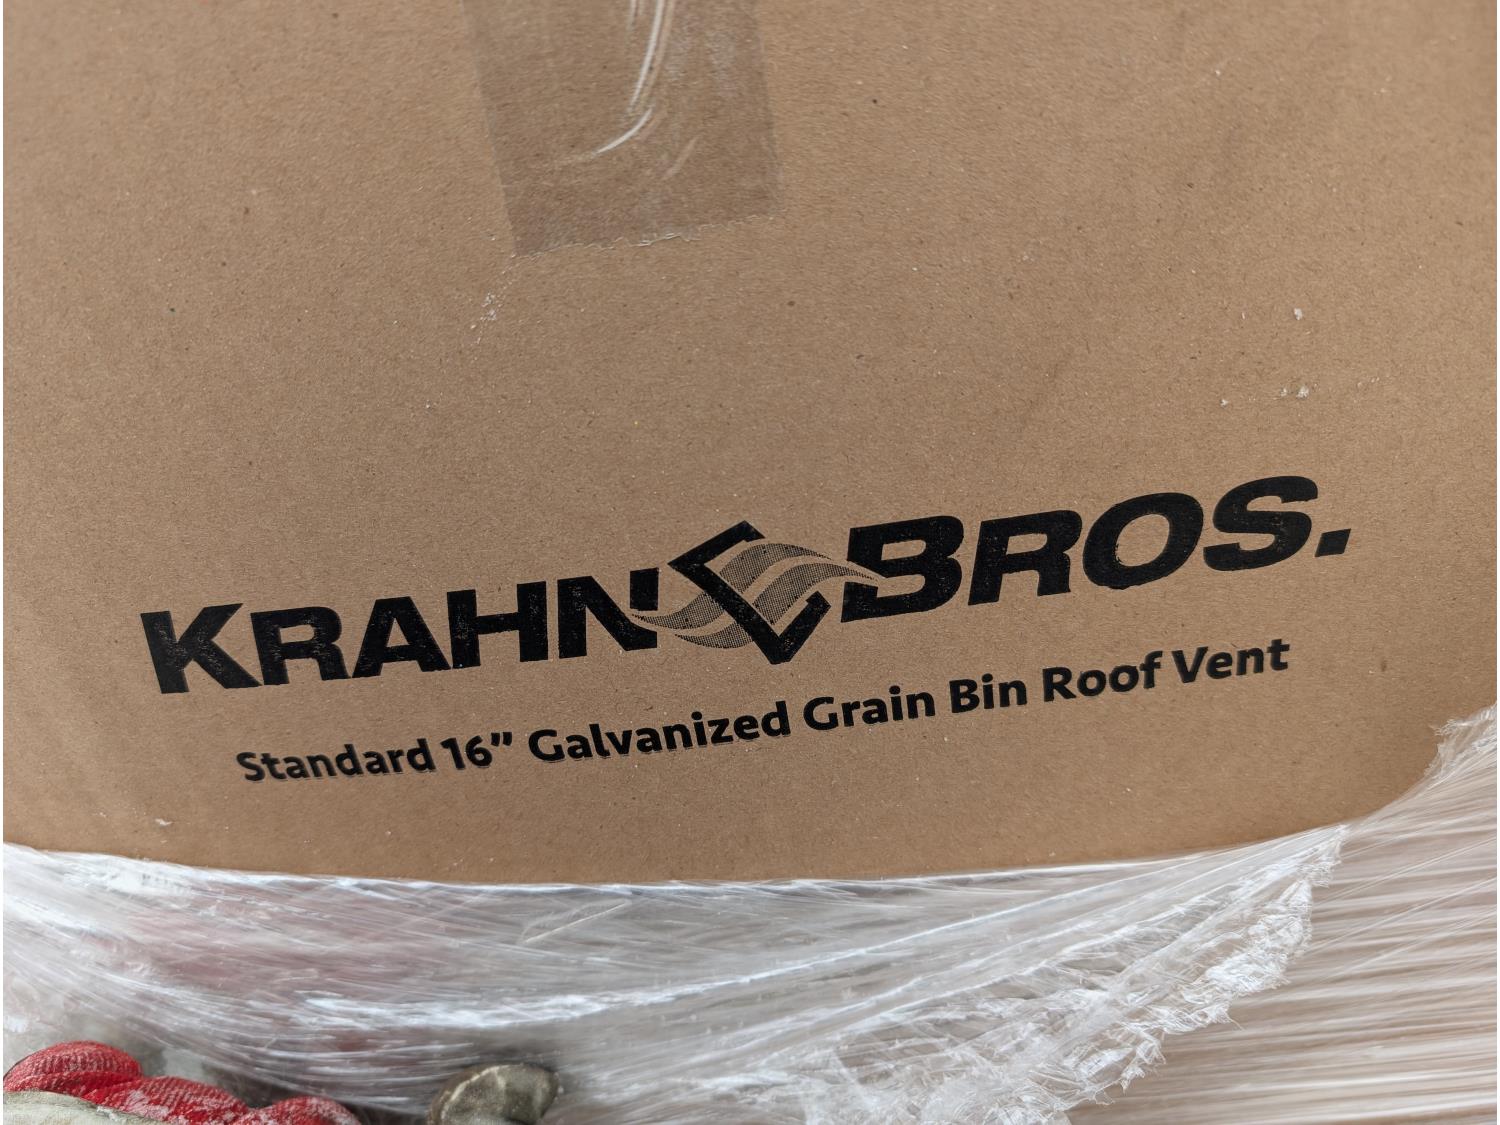 KRAHN BROS.
Standard 16” Galvanized Grain Bin Roof Vent